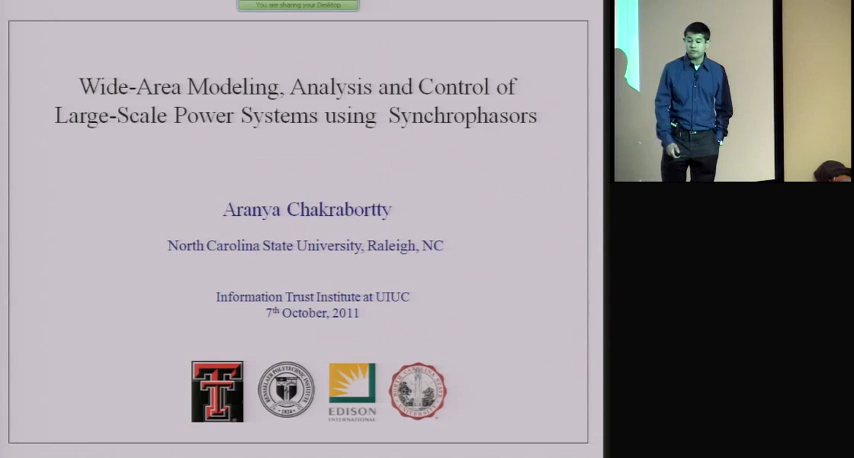 You are sharing your Desktop
Wide-Area Modeling, Analysis and Control of
Large-Scale Power Systems using Synchrophasors
Aranya Chakrabortty
North Carolina State University, Raleigh, NC
Information Trust Institute at UIUC
7th October, 2011
EDISON
INTERNATIONAL